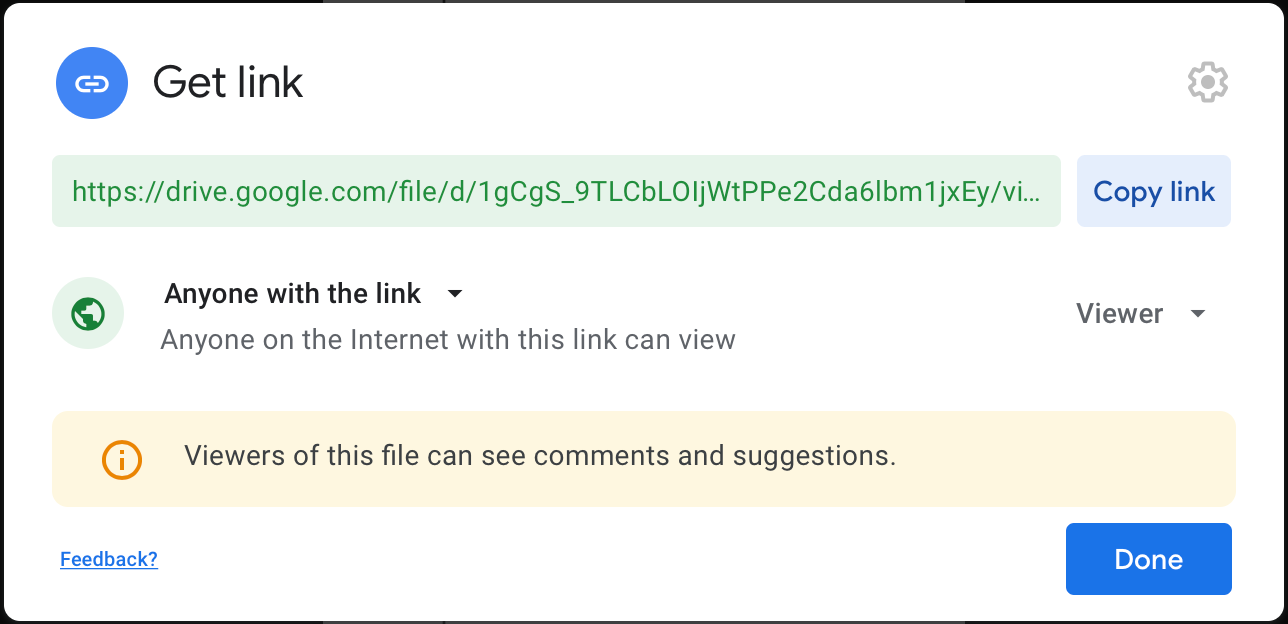 Get link
https://drive.google.com/file/d/1gCgS_9TLCbLOIjWtPPe2Cda6lbm1jxEy/vi...
Copy link
Anyone with the link
Anyone on the Internet with this link can view
Viewer
Viewers of this file can see comments and suggestions.
Feedback?
Done